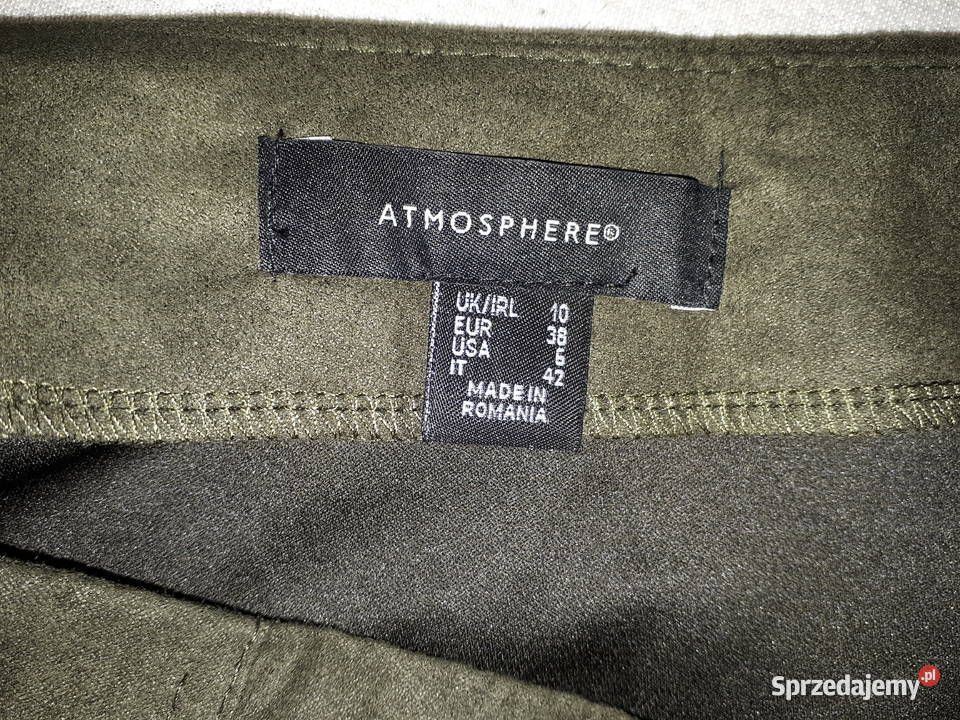 ATMOSPHERE®
UK/IRL 10
EUR 38
USA 6
IT 42
MADE IN
ROMANIA
Sprzedajemy.pl